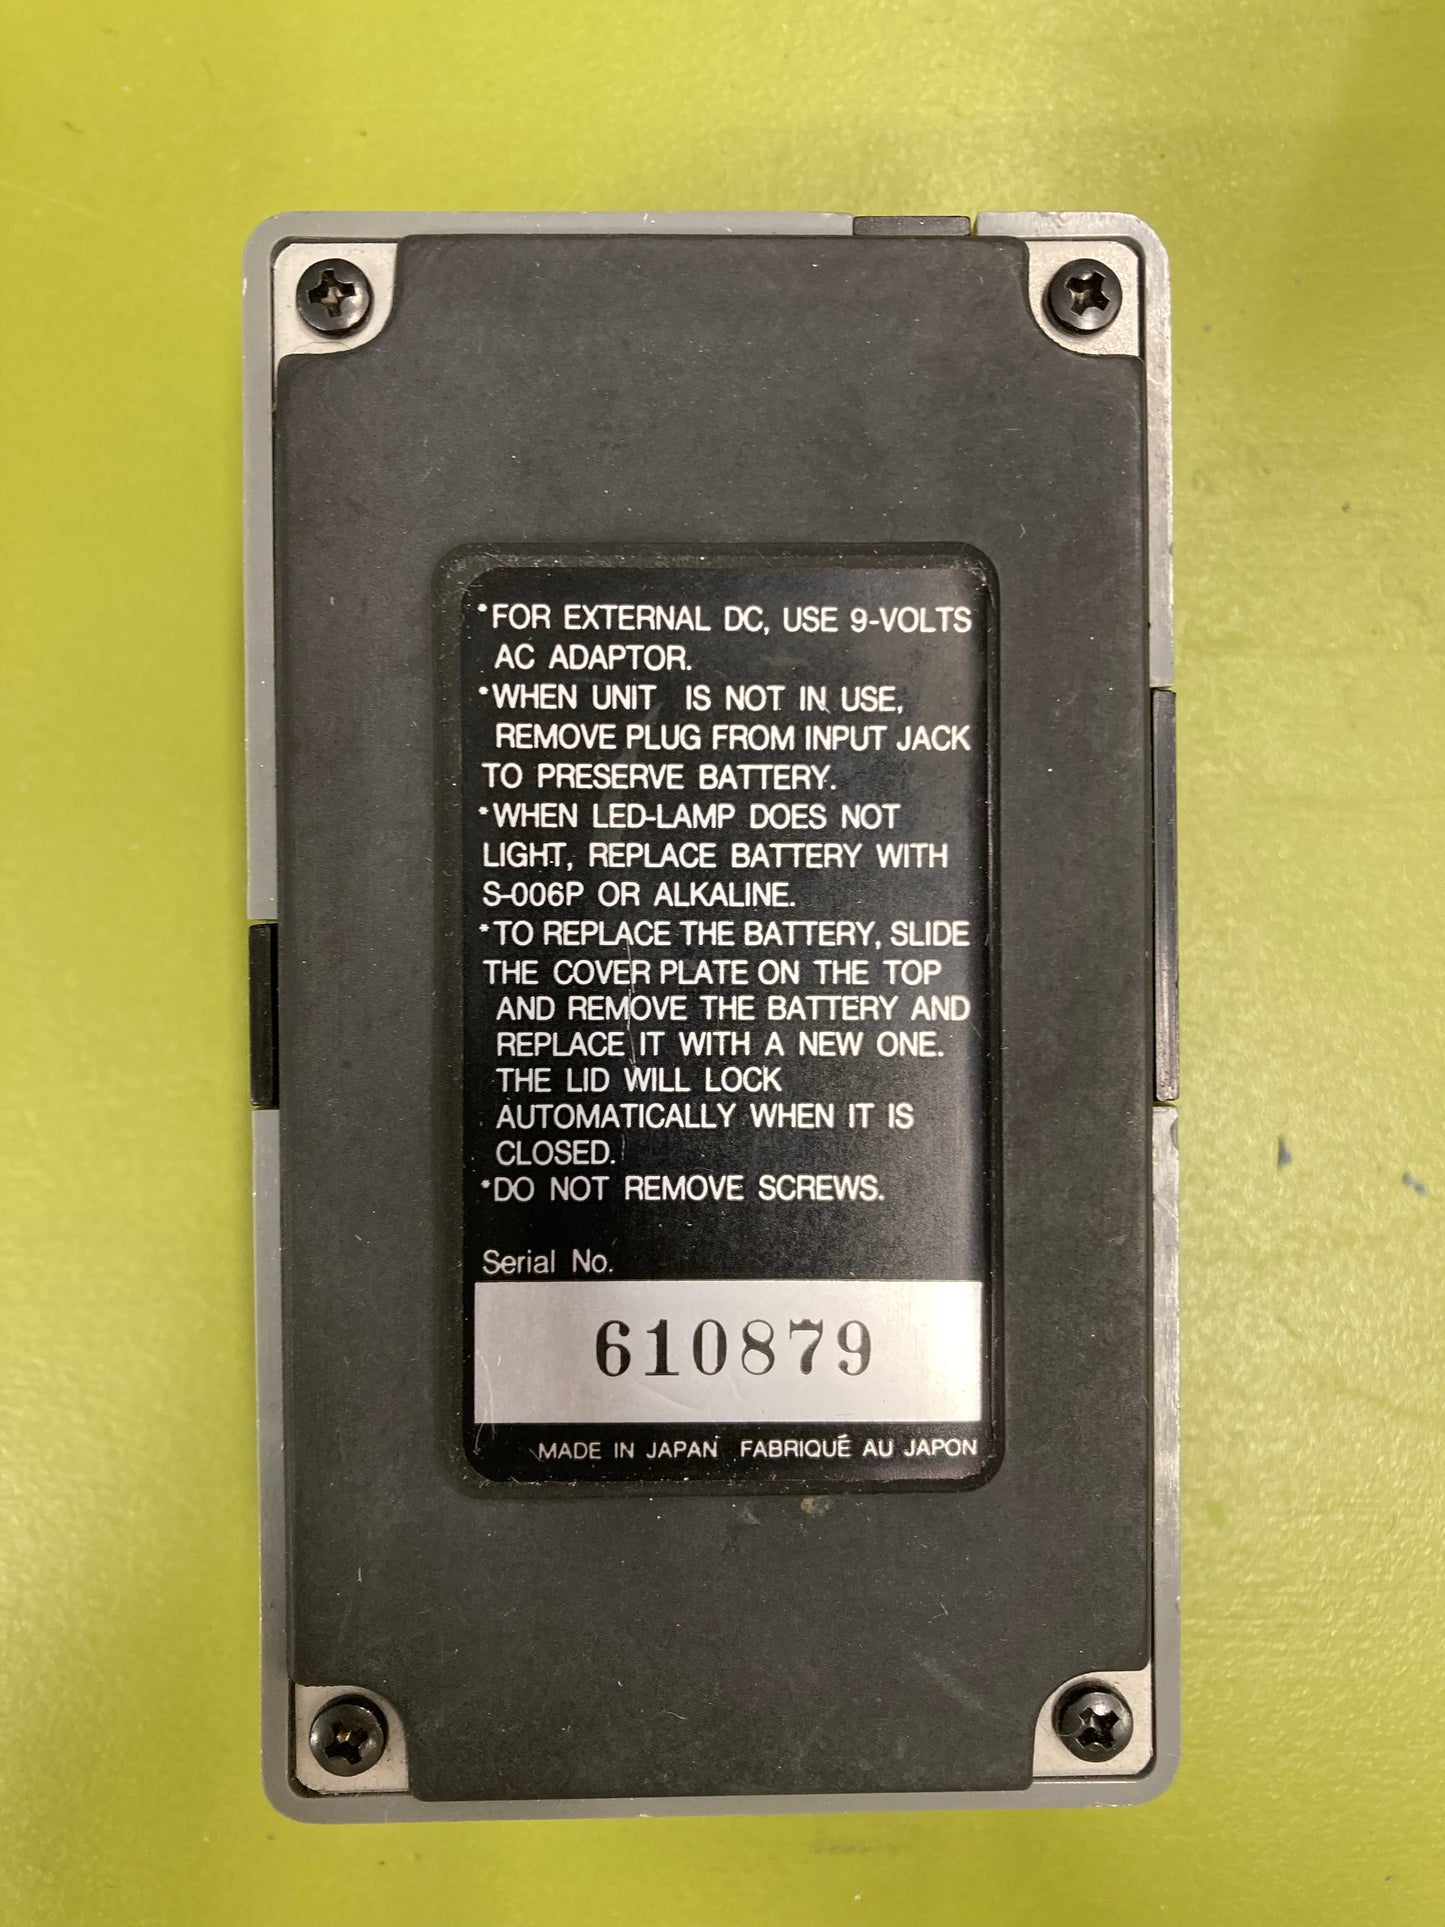 *FOR EXTERNAL DC, USE 9-VOLTS
AC ADAPTOR.
*WHEN UNIT IS NOT IN USE,
REMOVE PLUG FROM INPUT JACK
TO PRESERVE BATTERY.
*WHEN LED-LAMP DOES NOT
LIGHT, REPLACE BATTERY WITH
S-006P OR ALKALINE.
*TO REPLACE THE BATTERY, SLIDE
THE COVER PLATE ON THE TOP
AND REMOVE THE BATTERY AND
REPLACE IT WITH A NEW ONE.
THE LID WILL LOCK
AUTOMATICALLY WHEN IT IS
CLOSED.
*DO NOT REMOVE SCREWS.
Serial No.
610879
MADE IN JAPAN FABRIQUÉ AU JAPON